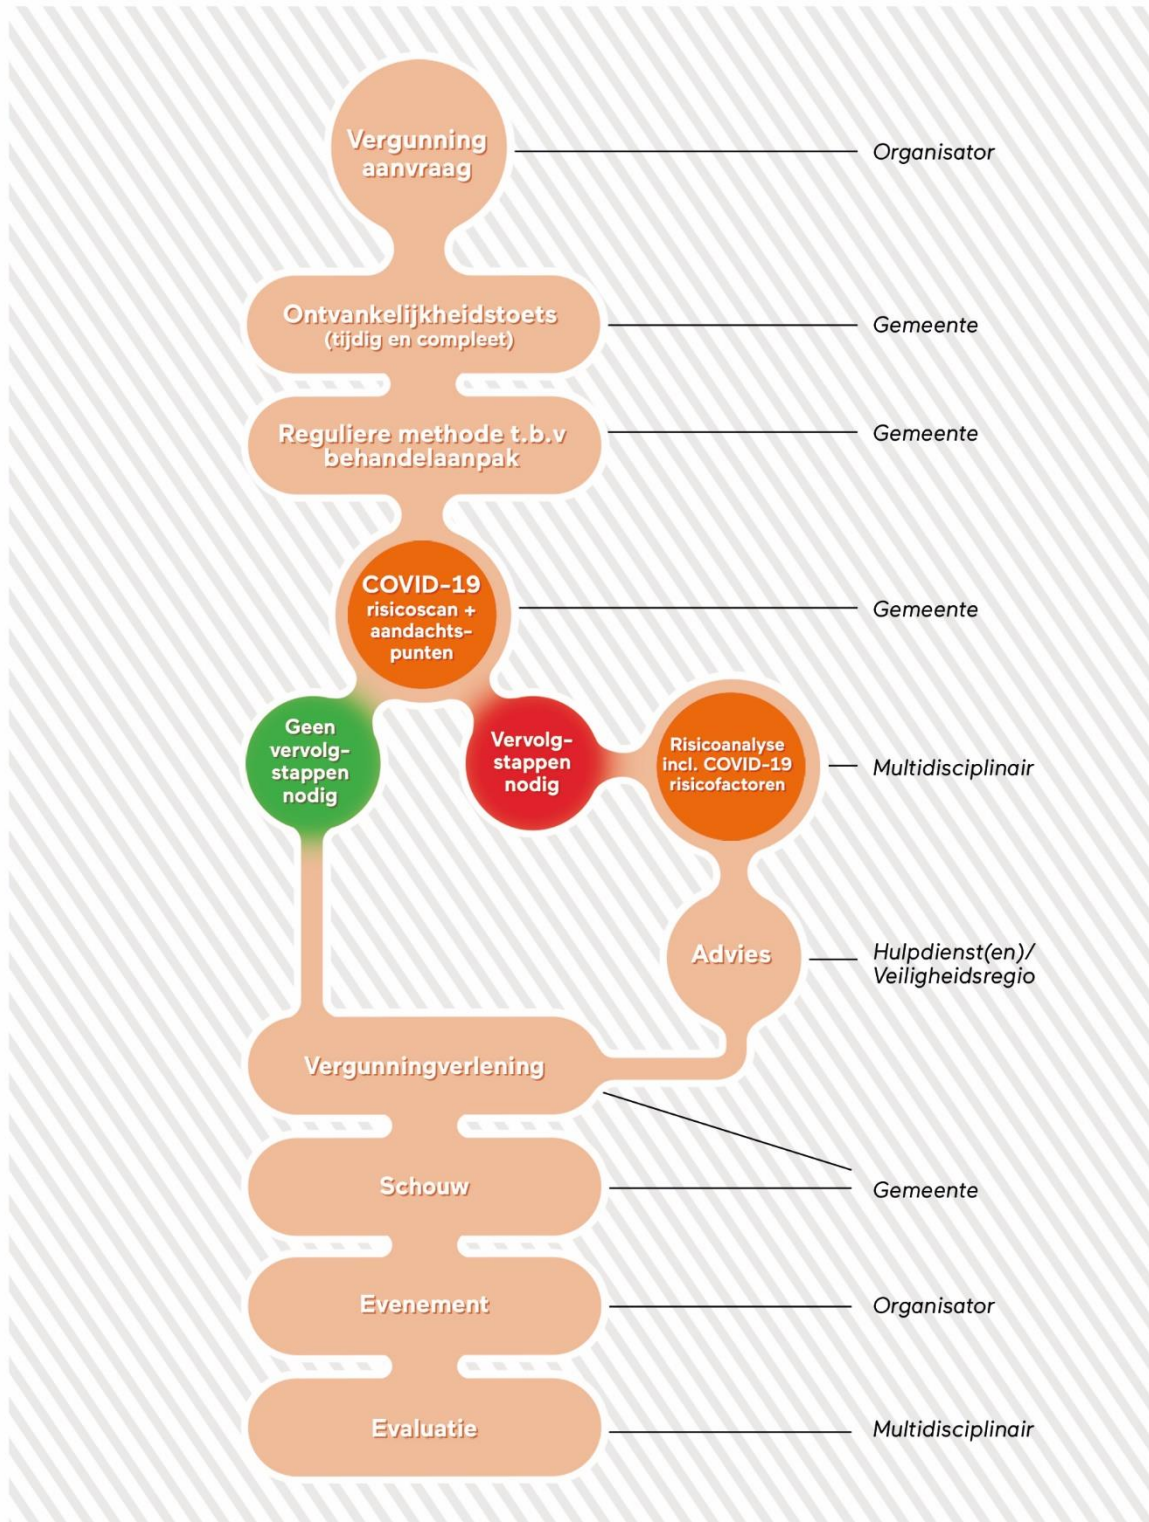 Vergunning
aanvraag
Organisator
Ontvankelijkheidstoets
(tijdig en compleet)
Gemeente
Reguliere methode t.b.v
behandelaanpak
Gemeente
COVID-19
risicoscan +
aandachts-
punten
Gemeente
Geen
vervolg-
stappen
nodig
Vervolg-
stappen
nodig
Risicoanalyse
incl. COVID-19
risicofactoren
Multidisciplinair
Advies
Hulpdienst(en)/
Veiligheidsregio
Vergunningverlening
Schouw
Gemeente
Evenement
Organisator
Evaluatie
Multidisciplinair